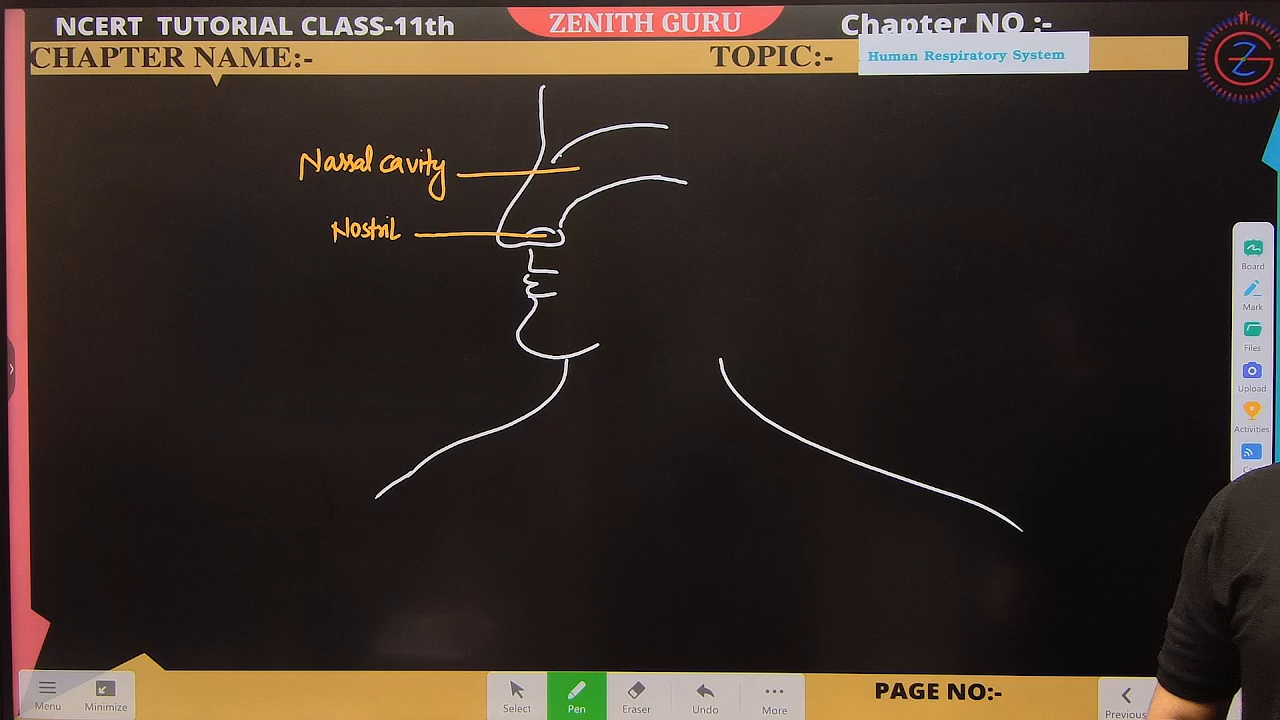 NCERT TUTORIAL CLASS-11th
ZENITH GURU
Chapter NO :-
CHAPTER NAME:-
TOPIC:-
Human Respiratory System
Nassal cavity
Nostril
Board
Mark
Files
Upload
Activities
Menu
Minimize
Select
Pen
Eraser
Undo
More
PAGE NO:-
Previous